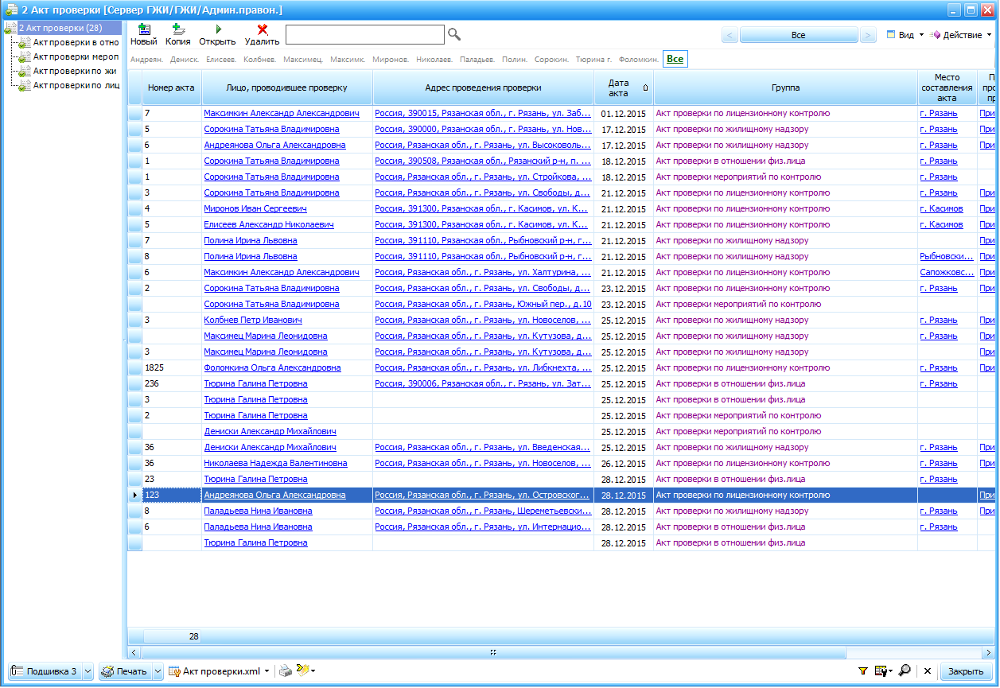 2 Акт проверки [Сервер ГЖИ/ГЖИ/Админ.правон.]
2 Акт проверки (28)
Акт проверки в отно
Акт проверки мероп
Акт проверки по жи
Акт проверки по лиц
Новый Копия Открыть Удалить < Все > Вид Действие
Андреян. Дениск. Елисеев. Колбнев. Максимец. Максимк. Миронов. Николаев. Паладьев. Полин. Сорокин. Тюрина г. Фоломкин. Все
Номер акта Лицо, проводившее проверку Адрес проведения проверки Дата акта Группа Место составления акта П про пр
7 Максимкин Александр Александрович Россия, 390015, Рязанская обл., г. Рязань, ул. Заб... 01.12.2015 Акт проверки по лицензионному контролю г. Рязань При
5 Сорокина Татьяна Владимировна Россия, 390000, Рязанская обл., г. Рязань, ул. Нов... 17.12.2015 Акт проверки по жилищному надзору г. Рязань При
6 Андреянова Ольга Александровна Россия, Рязанская обл., г. Рязань, ул. Высоковоль... 17.12.2015 Акт проверки по жилищному надзору г. Рязань При
1 Сорокина Татьяна Владимировна Россия, 390508, Рязанская обл., Рязанский р-н, п. ... 18.12.2015 Акт проверки в отношении физ.лица г. Рязань
1 Сорокина Татьяна Владимировна Россия, Рязанская обл., г. Рязань, ул. Стройкова, ... 18.12.2015 Акт проверки мероприятий по контролю г. Рязань
3 Сорокина Татьяна Владимировна Россия, Рязанская обл., г. Рязань, ул. Свободы, д... 21.12.2015 Акт проверки по лицензионному контролю г. Рязань При
4 Миронов Иван Сергеевич Россия, 391300, Рязанская обл., г. Касимов, ул. К... 21.12.2015 Акт проверки по лицензионному контролю г. Касимов При
5 Елисеев Александр Николаевич Россия, 391300, Рязанская обл., г. Касимов, ул. К... 21.12.2015 Акт проверки по лицензионному контролю г. Касимов При
7 Полина Ирина Львовна Россия, 391110, Рязанская обл., Рыбновский р-н, г... 21.12.2015 Акт проверки по жилищному надзору При
8 Полина Ирина Львовна Россия, 391110, Рязанская обл., Рыбновский р-н, г... 21.12.2015 Акт проверки по жилищному надзору Рыбновски... При
6 Максимкин Александр Александрович Россия, Рязанская обл., г. Рязань, ул. Халтурина, ... 21.12.2015 Акт проверки по лицензионному контролю Сапожковс... При
2 Сорокина Татьяна Владимировна Россия, Рязанская обл., г. Рязань, ул. Свободы, д... 23.12.2015 Акт проверки по лицензионному контролю г. Рязань При
Сорокина Татьяна Владимировна Россия, Рязанская обл., г. Рязань, Южный пер., д.10 23.12.2015 Акт проверки мероприятий по контролю
3 Колбнев Петр Иванович Россия, Рязанская обл., г. Рязань, ул. Новоселов, ... 25.12.2015 Акт проверки по жилищному надзору г. Рязань При
Максимец Марина Леонидовна Россия, Рязанская обл., г. Рязань, ул. Кутузова, д... 25.12.2015 Акт проверки по жилищному надзору г. Рязань При
3 Максимец Марина Леонидовна Россия, Рязанская обл., г. Рязань, ул. Кутузова, д... 25.12.2015 Акт проверки по жилищному надзору При
1825 Фоломкина Ольга Александровна Россия, Рязанская обл., г. Рязань, ул. Либкнехта, ... 25.12.2015 Акт проверки по лицензионному контролю г. Рязань При
236 Тюрина Галина Петровна Россия, 390006, Рязанская обл., г. Рязань, ул. Зат... 25.12.2015 Акт проверки в отношении физ.лица г. Рязань
3 Тюрина Галина Петровна 25.12.2015 Акт проверки в отношении физ.лица
2 Тюрина Галина Петровна 25.12.2015 Акт проверки мероприятий по контролю
Дениски Александр Михайлович 25.12.2015 Акт проверки мероприятий по контролю
36 Дениски Александр Михайлович Россия, Рязанская обл., г. Рязань, ул. Введенская... 25.12.2015 Акт проверки по жилищному надзору г. Рязань При
36 Николаева Надежда Валентиновна Россия, Рязанская обл., г. Рязань, ул. Новоселов, ... 26.12.2015 Акт проверки по лицензионному контролю г. Рязань При
23 Тюрина Галина Петровна 28.12.2015 Акт проверки в отношении физ.лица г. Рязань
123 Андреянова Ольга Александровна Россия, Рязанская обл., г. Рязань, ул. Островског... 28.12.2015 Акт проверки по лицензионному контролю При
8 Паладьева Нина Ивановна Россия, Рязанская обл., г. Рязань, Шереметьевски... 28.12.2015 Акт проверки по жилищному надзору г. Рязань При
6 Паладьева Нина Ивановна Россия, Рязанская обл., г. Рязань, ул. Интернацио... 28.12.2015 Акт проверки в отношении физ.лица г. Рязань
Тюрина Галина Петровна 28.12.2015 Акт проверки в отношении физ.лица
28
Подшивка 3 Печать Акт проверки.xml Закрыть